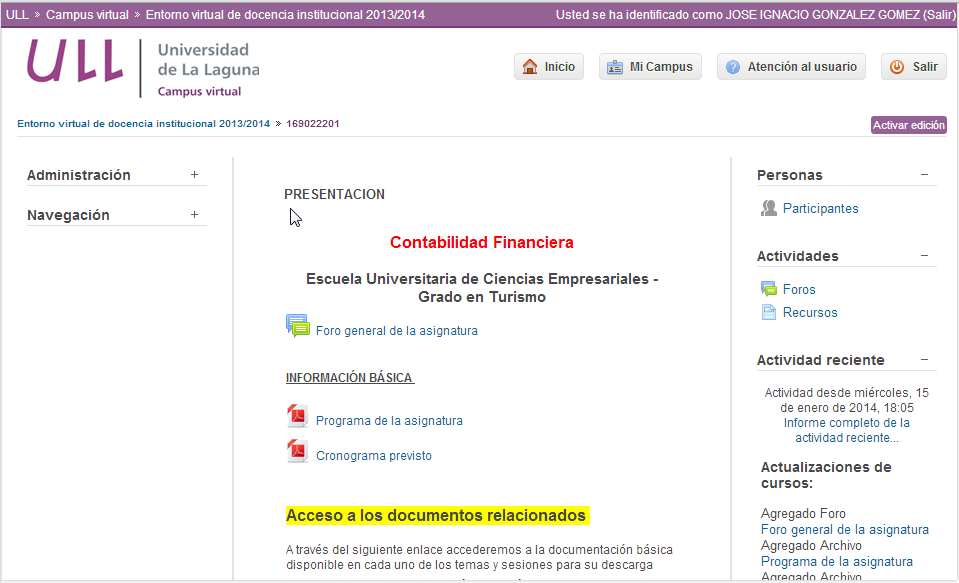 ULL » Campus virtual » Entorno virtual de docencia institucional 2013/2014
Usted se ha identificado como JOSE IGNACIO GONZALEZ GOMEZ (Salir)
ULL
Universidad
de La Laguna
Campus virtual
Inicio
Mi Campus
Atención al usuario
Salir
Entorno virtual de docencia institucional 2013/2014 » 169022201
Activar edición
Administración +
Navegación +
PRESENTACION
Contabilidad Financiera
Escuela Universitaria de Ciencias Empresariales -
Grado en Turismo
Foro general de la asignatura
INFORMACIÓN BÁSICA
Programa de la asignatura
Cronograma previsto
Acceso a los documentos relacionados
A través del siguiente enlace accederemos a la documentación básica
disponible en cada uno de los temas y sesiones para su descarga
Personas −
Participantes
Actividades −
Foros
Recursos
Actividad reciente −
Actividad desde miércoles, 15
de enero de 2014, 18:05
Informe completo de la
actividad reciente...
Actualizaciones de
cursos:
Agregado Foro
Foro general de la asignatura
Agregado Archivo
Programa de la asignatura
Agregado Archivo